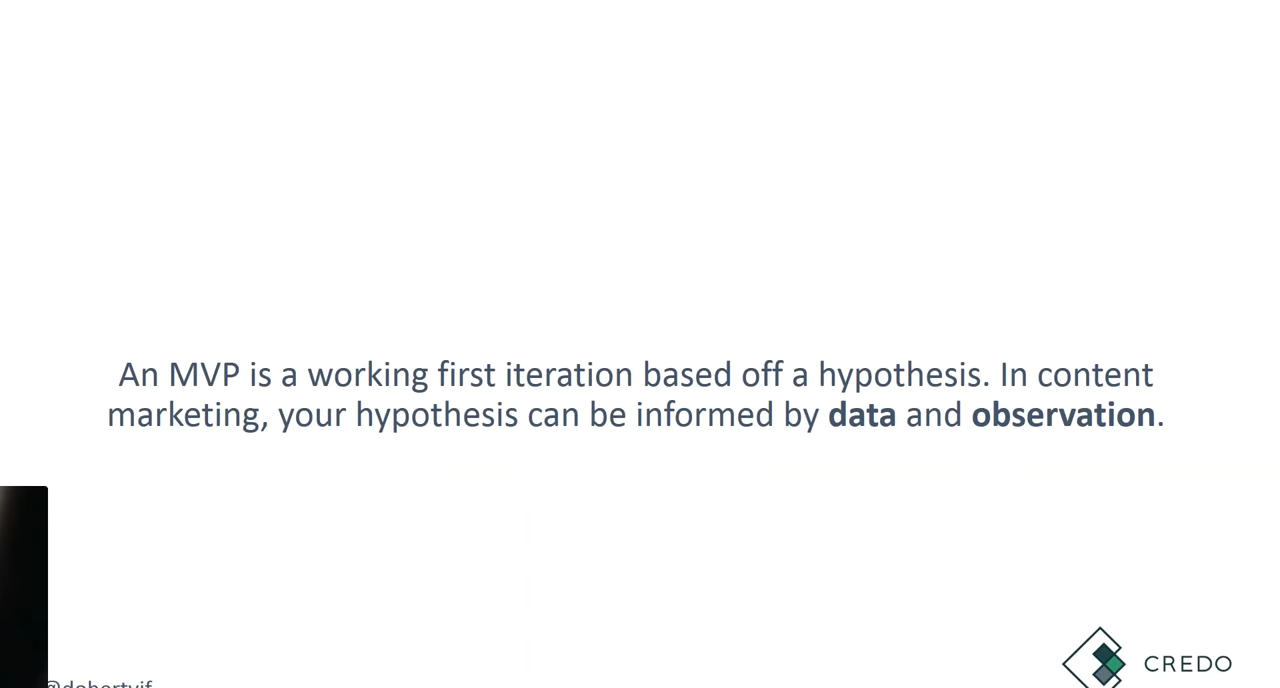 An MVP is a working first iteration based off a hypothesis. In content
marketing, your hypothesis can be informed by data and observation.
CREDO